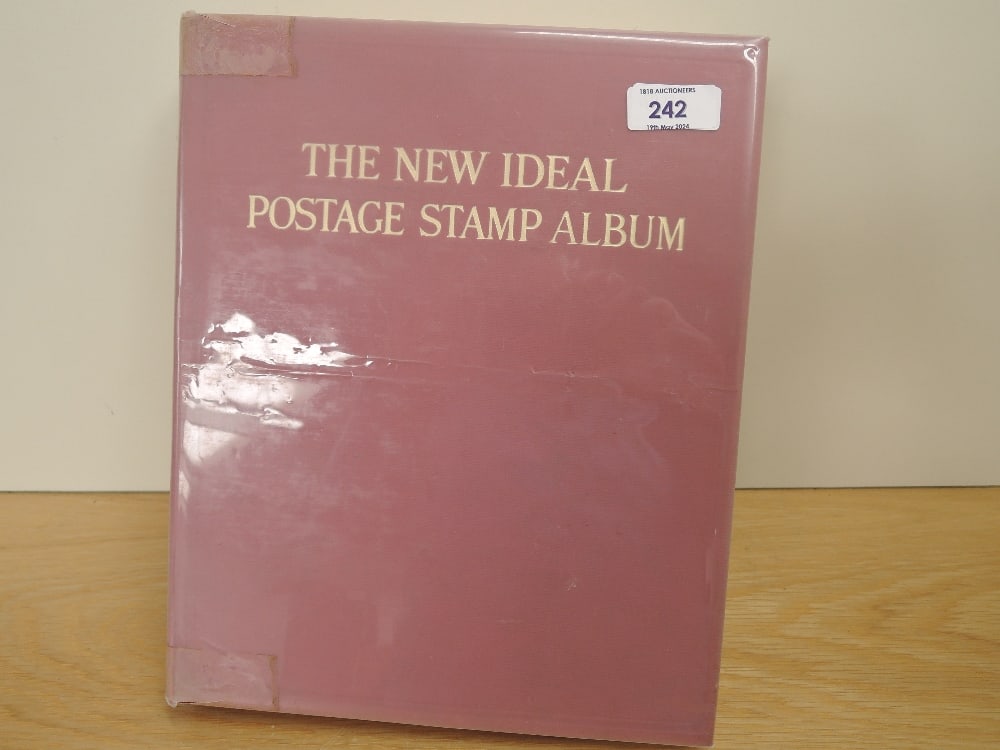 1818 AUCTIONEERS
242
19th May 2024
THE NEW IDEAL
POSTAGE STAMP ALBUM